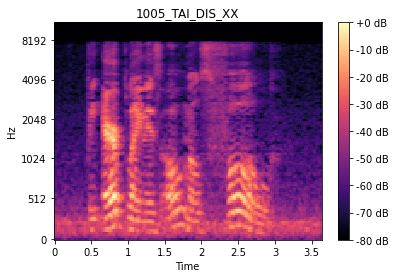 1005_TAI_DIS_XX
8192
4096
2048
1024
512
0
Hz
0
0.5
1
1.5
2
2.5
3
3.5
Time
+0 dB
-10 dB
-20 dB
-30 dB
-40 dB
-50 dB
-60 dB
-70 dB
-80 dB